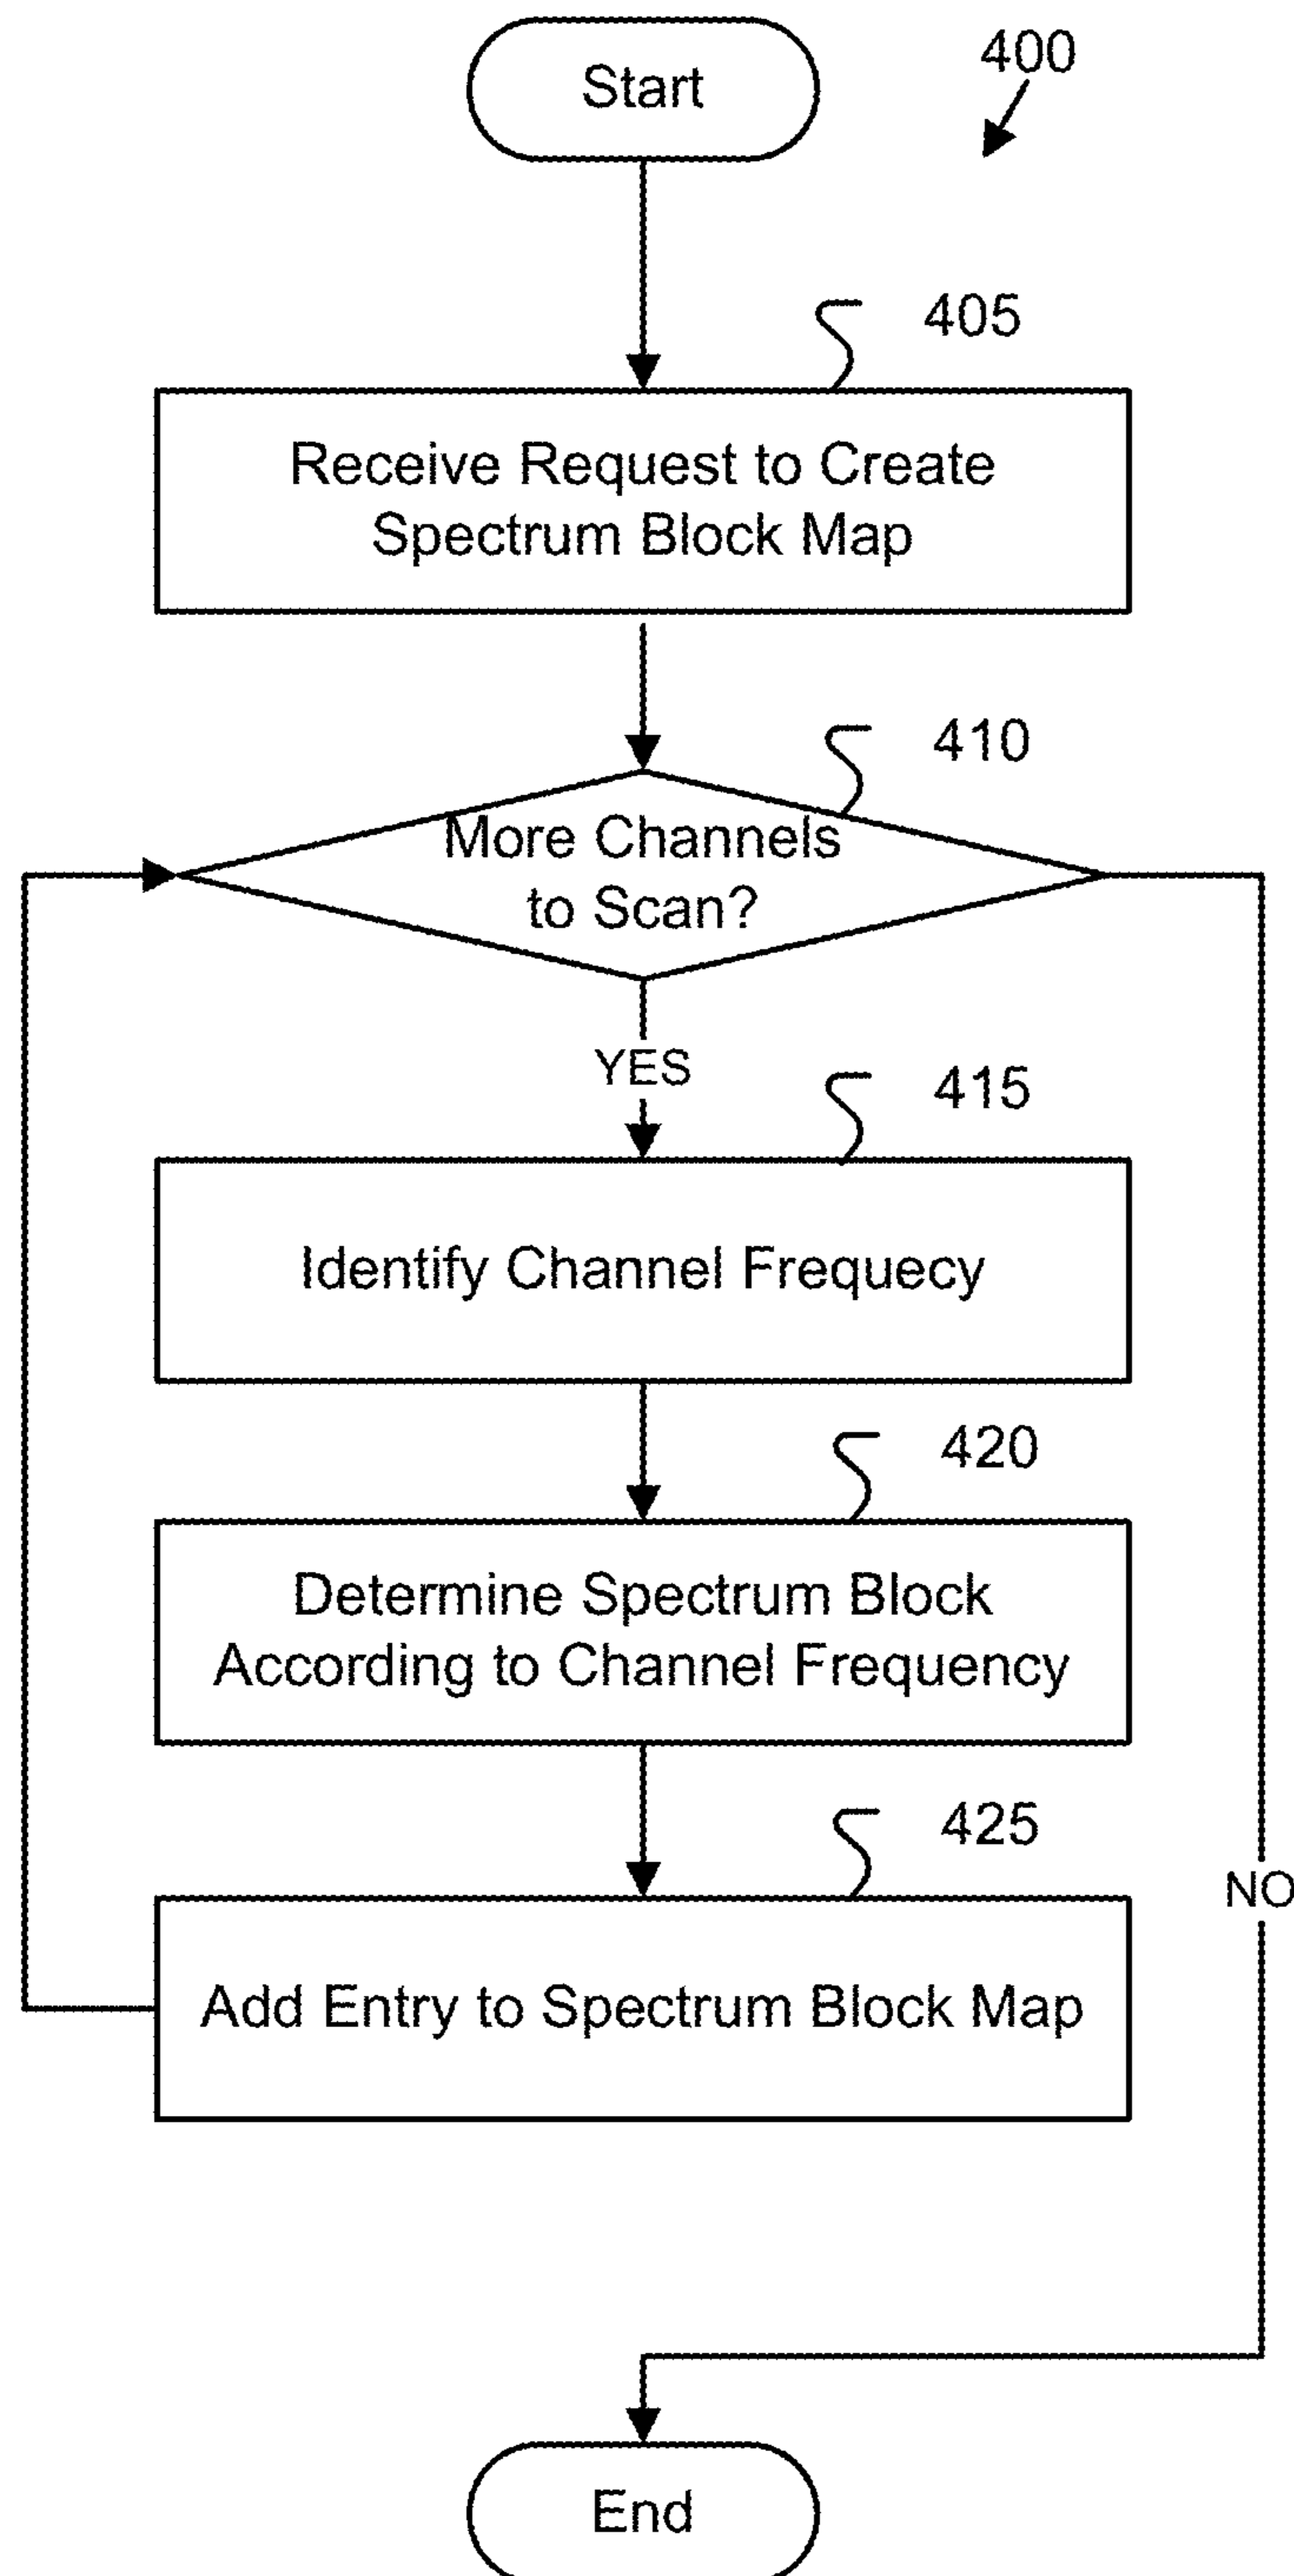 Start
400
405
Receive Request to Create
Spectrum Block Map
410
More Channels
to Scan?
YES
415
Identify Channel Frequecy
420
Determine Spectrum Block
According to Channel Frequency
425
NO
Add Entry to Spectrum Block Map
End